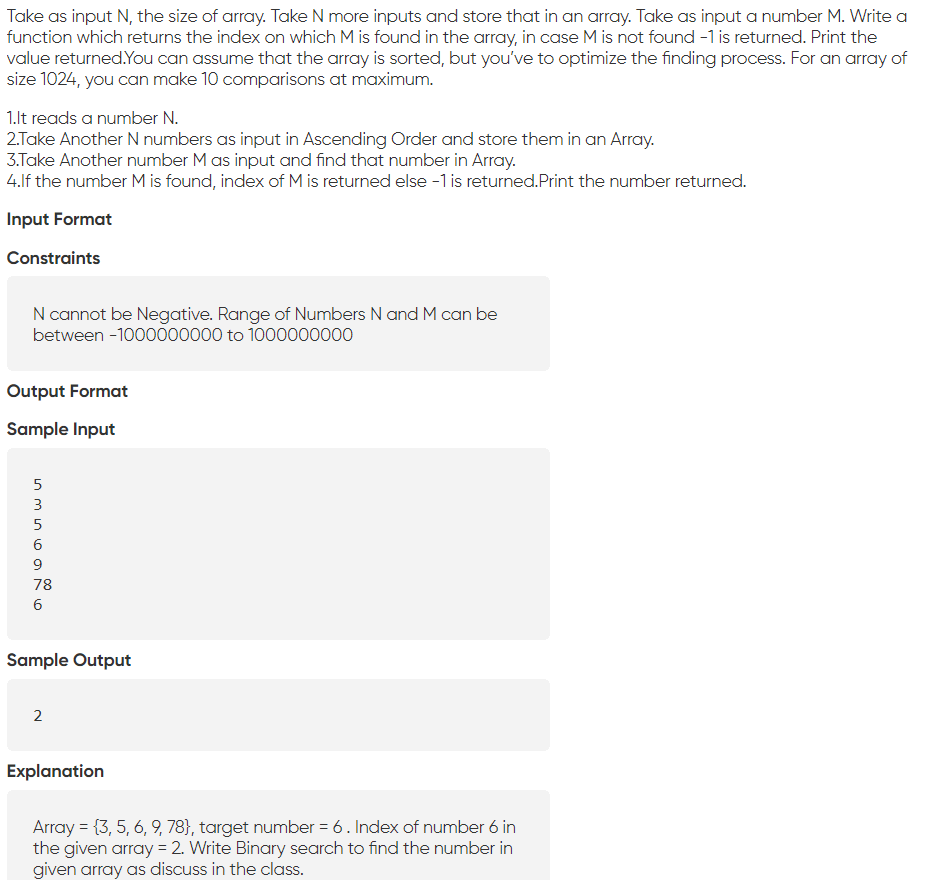 Take as input N, the size of array. Take N more inputs and store that in an array. Take as input a number M. Write a
function which returns the index on which M is found in the array, in case M is not found -1 is returned. Print the
value returned.You can assume that the array is sorted, but you've to optimize the finding process. For an array of
size 1024, you can make 10 comparisons at maximum.
1.It reads a number N.
2.Take Another N numbers as input in Ascending Order and store them in an Array.
3.Take Another number M as input and find that number in Array.
4.If the number M is found, index of M is returned else -1 is returned.Print the number returned.
Input Format
Constraints
N cannot be Negative. Range of Numbers N and M can be
between -1000000000 to 1000000000
Output Format
Sample Input
5
3
5
6
9
78
6
Sample Output
2
Explanation
Array = {3, 5, 6, 9, 78}, target number = 6 . Index of number 6 in
the given array = 2. Write Binary search to find the number in
given array as discuss in the class.